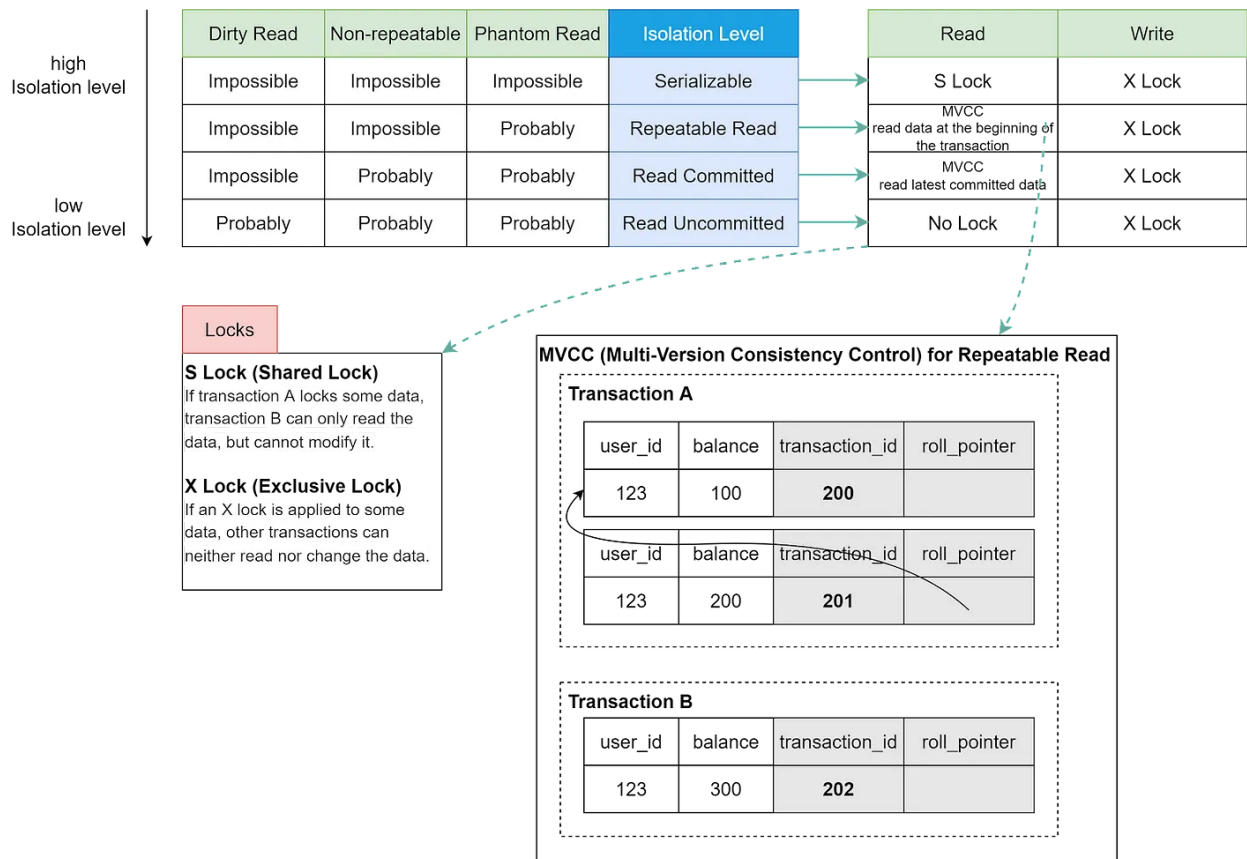 Dirty Read Non-repeatable Phantom Read Isolation Level Read Write
high
Isolation level
Impossible Impossible Impossible Serializable S Lock X Lock
Impossible Impossible Probably Repeatable Read MVCC
read data at the beginning of
the transaction X Lock
Impossible Probably Probably Read Committed MVCC
read latest committed data X Lock
low
Isolation level
Probably Probably Probably Read Uncommitted No Lock X Lock
Locks
S Lock (Shared Lock)
If transaction A locks some data,
transaction B can only read the
data, but cannot modify it.
X Lock (Exclusive Lock)
If an X lock is applied to some
data, other transactions can
neither read nor change the data.
MVCC (Multi-Version Consistency Control) for Repeatable Read
Transaction A
user_id balance transaction_id roll_pointer
123 100 200
user_id balance transaction_id roll_pointer
123 200 201
Transaction B
user_id balance transaction_id roll_pointer
123 300 202